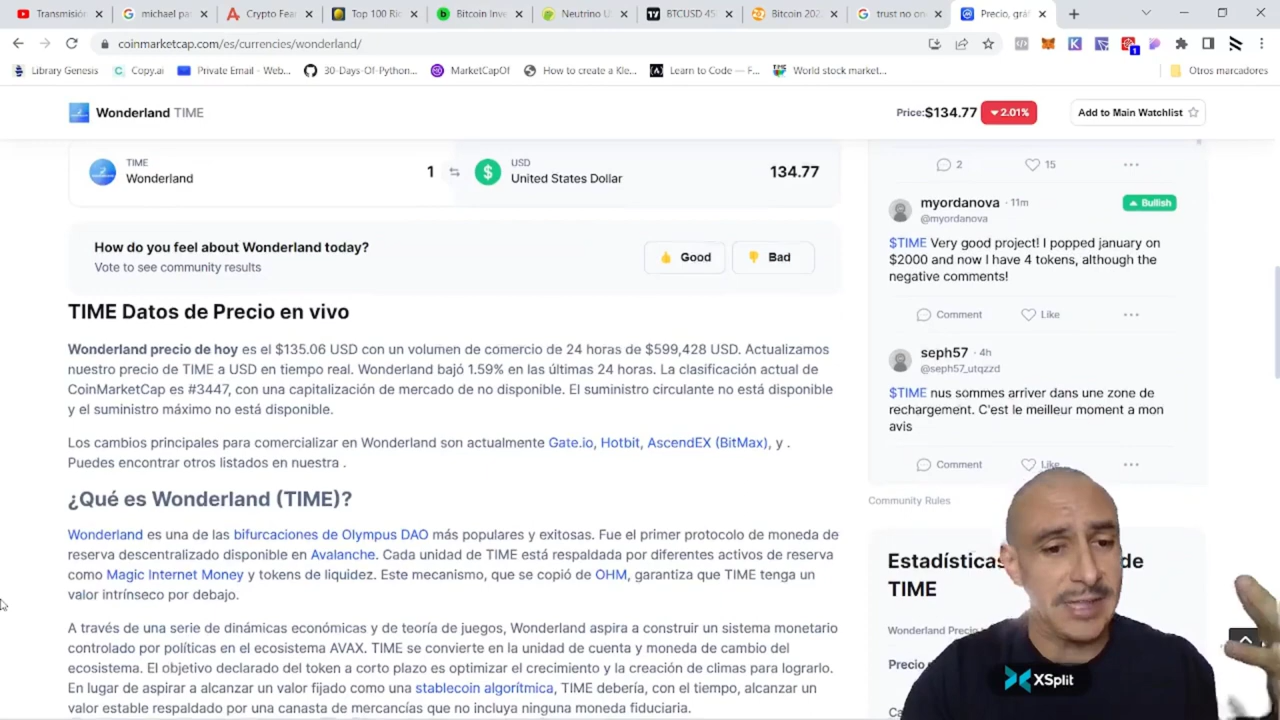 Transmisión
michael pa
Crypto Fea
Top 100 Ric
Bitcoin Inve
Neutrino U
BTCUSD 45
Bitcoin 202
trust no on
Precio, grá
coinmarketcap.com/es/currencies/wonderland/
1
Library Genesis
Copy.ai
Private Email - Web...
30-Days-Of-Python...
MarketCapOf
How to create a Kle...
Learn to Code — F...
World stock market...
Otros marcadores
Wonderland TIME
Price:$134.77 2.01%
Add to Main Watchlist
TIME
Wonderland
1
USD
United States Dollar
134.77
How do you feel about Wonderland today?
Vote to see community results
Good
Bad
TIME Datos de Precio en vivo
Wonderland precio de hoy es el $135.06 USD con un volumen de comercio de 24 horas de $599,428 USD. Actualizamos
nuestro precio de TIME a USD en tiempo real. Wonderland bajó 1.59% en las últimas 24 horas. La clasificación actual de
CoinMarketCap es #3447, con una capitalización de mercado de no disponible. El suministro circulante no está disponible
y el suministro máximo no está disponible.
Los cambios principales para comercializar en Wonderland son actualmente Gate.io, Hotbit, AscendEX (BitMax), y .
Puedes encontrar otros listados en nuestra .
¿Qué es Wonderland (TIME)?
Wonderland es una de las bifurcaciones de Olympus DAO más populares y exitosas. Fue el primer protocolo de moneda de
reserva descentralizado disponible en Avalanche. Cada unidad de TIME está respaldada por diferentes activos de reserva
como Magic Internet Money y tokens de liquidez. Este mecanismo, que se copió de OHM, garantiza que TIME tenga un
valor intrínseco por debajo.
A través de una serie de dinámicas económicas y de teoría de juegos, Wonderland aspira a construir un sistema monetario
controlado por políticas en el ecosistema AVAX. TIME se convierte en la unidad de cuenta y moneda de cambio del
ecosistema. El objetivo declarado del token a corto plazo es optimizar el crecimiento y la creación de climas para lograrlo.
En lugar de aspirar a alcanzar un valor fijado como una stablecoin algorítmica, TIME debería, con el tiempo, alcanzar un
valor estable respaldado por una canasta de mercancías que no incluya ninguna moneda fiduciaria.
2
15
myordanova · 11m
@myordanova
Bullish
$TIME Very good project! I popped january on
$2000 and now I have 4 tokens, although the
negative comments!
Comment
Like
seph57 · 4h
@seph57_utqzzd
$TIME nus sommes arriver dans une zone de
rechargement. C'est le meilleur moment a mon
avis
Comment
Like
Community Rules
Estadísticas de
TIME
Wonderland Precio
Precio
XSplit